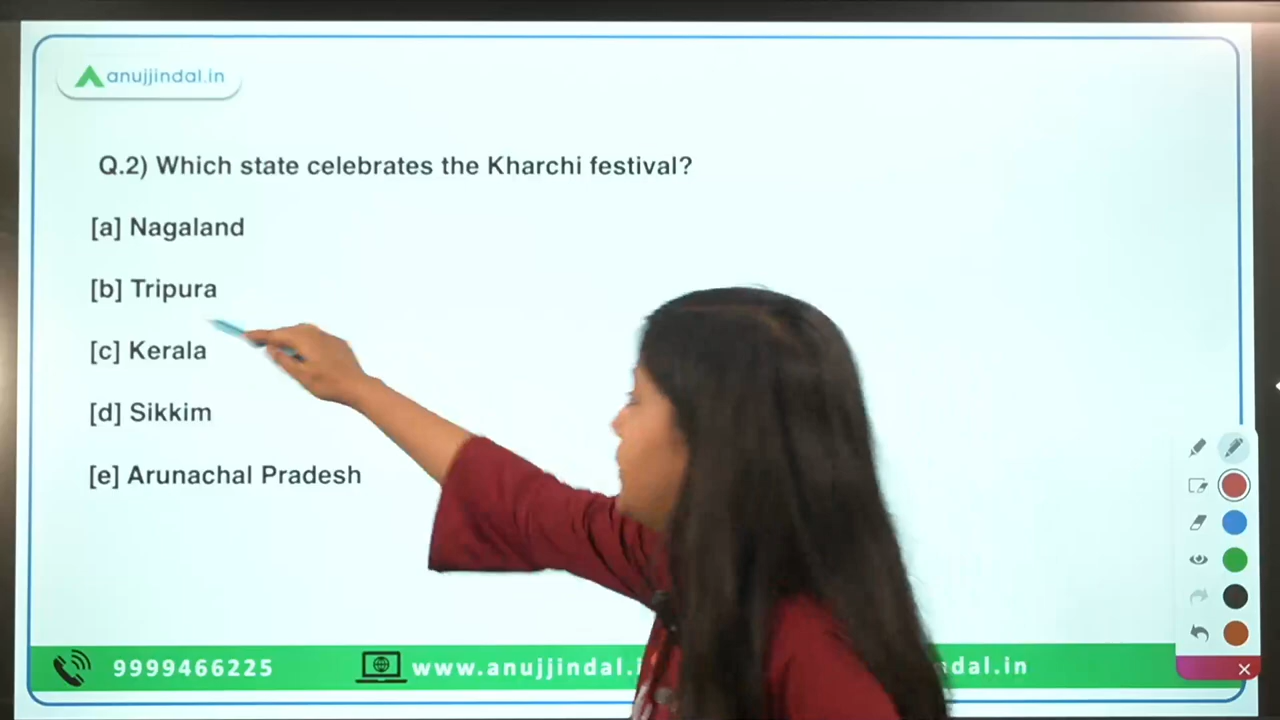 anujjindal.in
Q.2) Which state celebrates the Kharchi festival?
[a] Nagaland
[b] Tripura
[c] Kerala
[d] Sikkim
[e] Arunachal Pradesh
9999466225
www.anujjindal.
dal.in